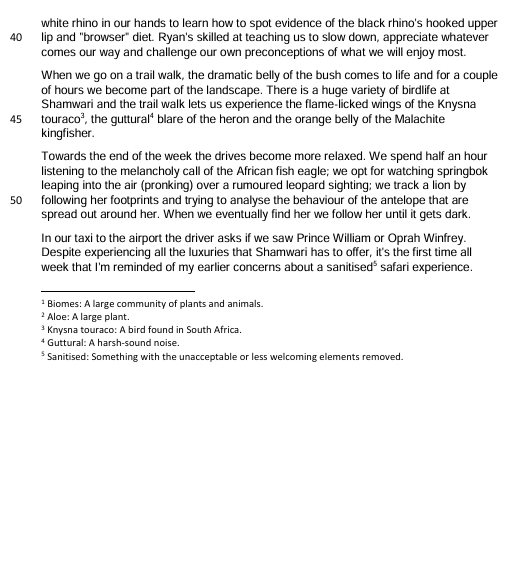 white rhino in our hands to learn how to spot evidence of the black rhino's hooked upper
40 lip and "browser" diet. Ryan's skilled at teaching us to slow down, appreciate whatever
comes our way and challenge our own preconceptions of what we will enjoy most.
When we go on a trail walk, the dramatic belly of the bush comes to life and for a couple
of hours we become part of the landscape. There is a huge variety of birdlife at
Shamwari and the trail walk lets us experience the flame-licked wings of the Knysna
45 touraco³, the guttural⁴ blare of the heron and the orange belly of the Malachite
kingfisher.
Towards the end of the week the drives become more relaxed. We spend half an hour
listening to the melancholy call of the African fish eagle; we opt for watching springbok
leaping into the air (pronking) over a rumoured leopard sighting; we track a lion by
50 following her footprints and trying to analyse the behaviour of the antelope that are
spread out around her. When we eventually find her we follow her until it gets dark.
In our taxi to the airport the driver asks if we saw Prince William or Oprah Winfrey.
Despite experiencing all the luxuries that Shamwari has to offer, it's the first time all
week that I'm reminded of my earlier concerns about a sanitised⁵ safari experience.
¹ Biomes: A large community of plants and animals.
² Aloe: A large plant.
³ Knysna touraco: A bird found in South Africa.
⁴ Guttural: A harsh-sound noise.
⁵ Sanitised: Something with the unacceptable or less welcoming elements removed.